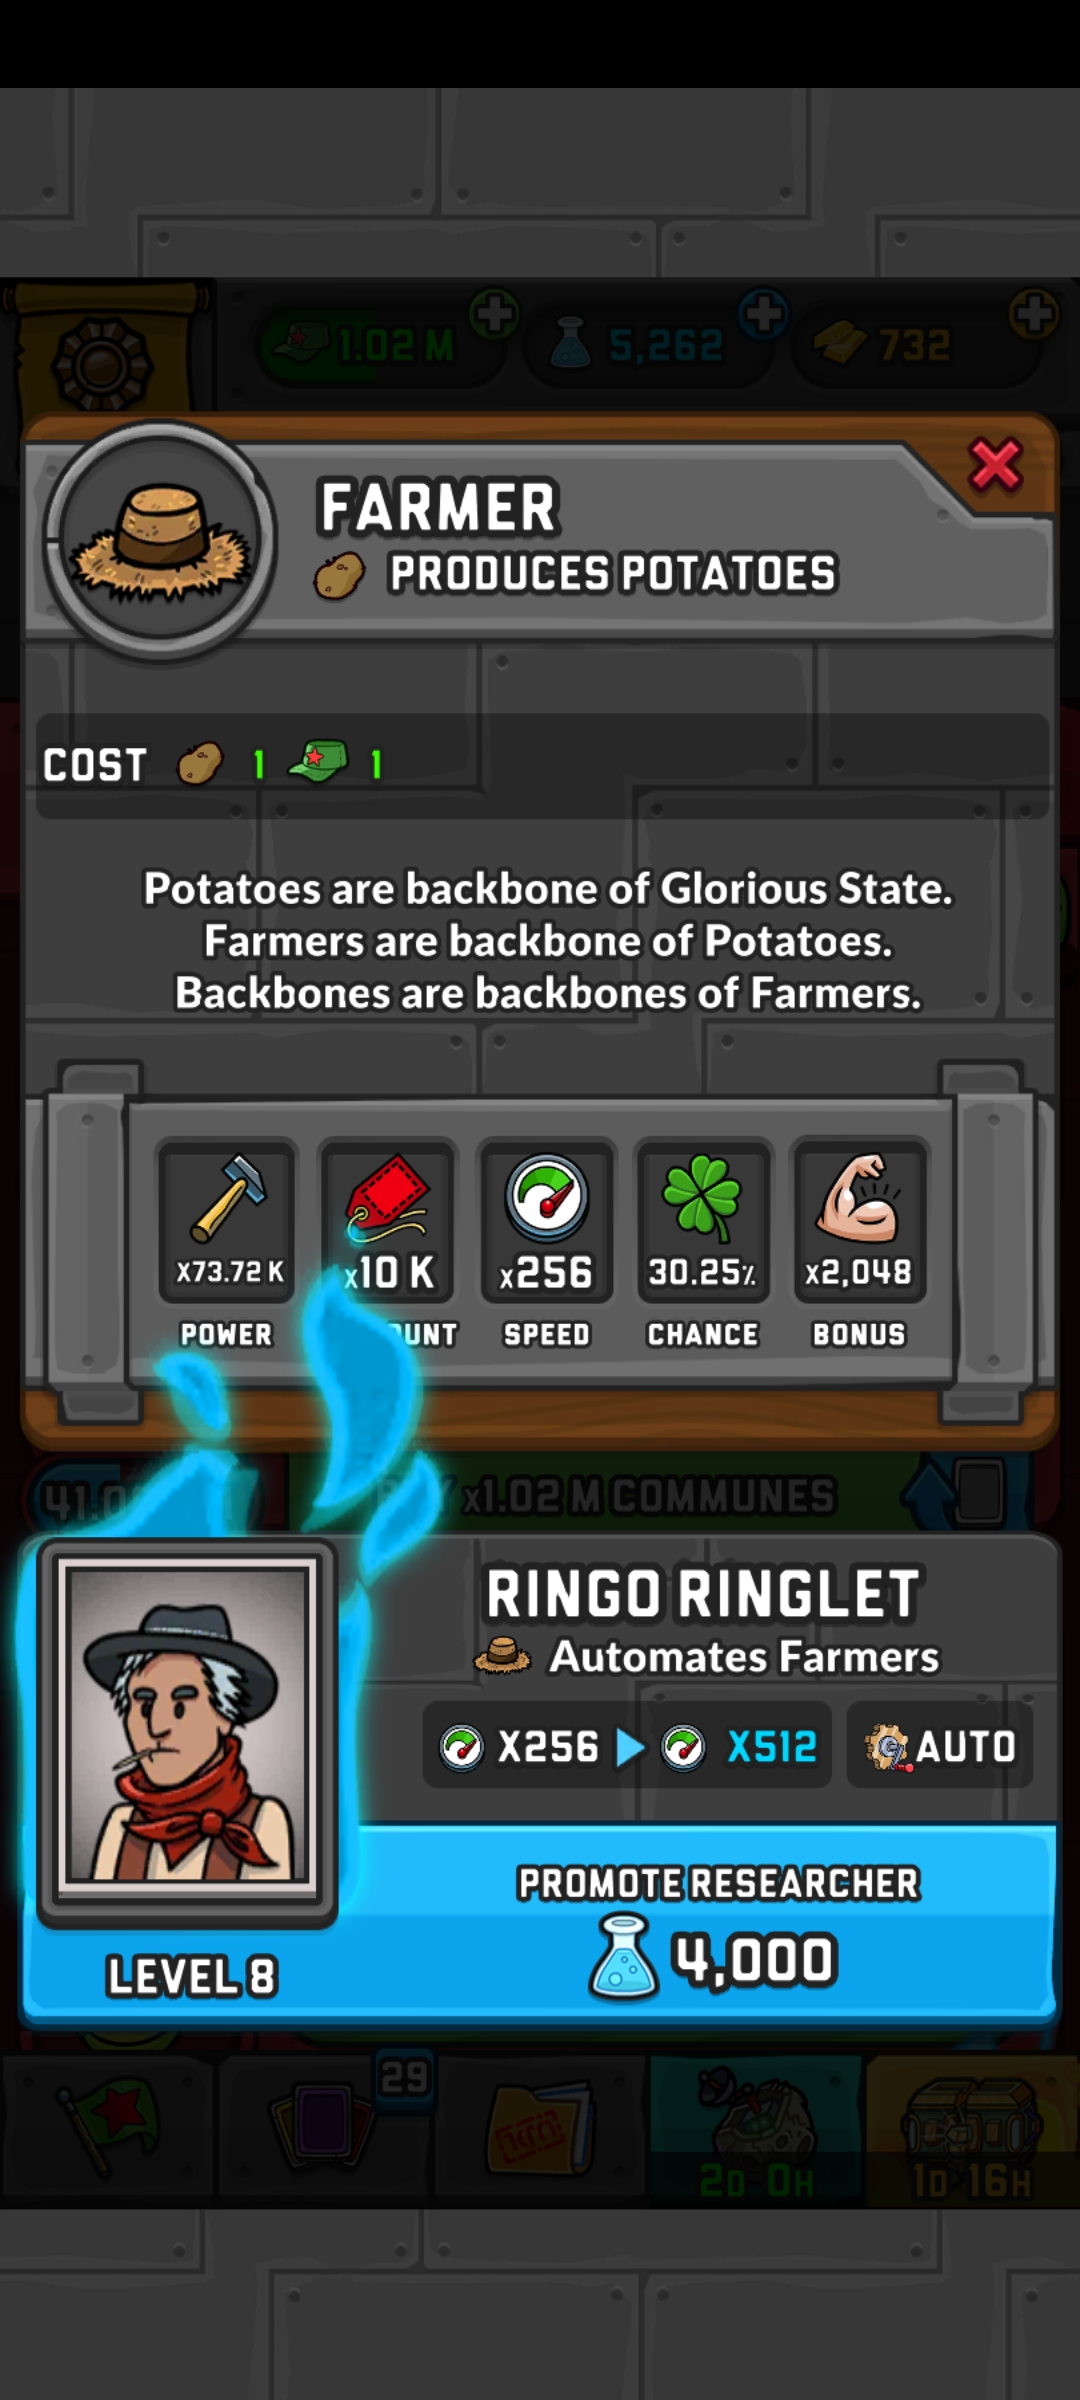 1.02 M
5,262
732
FARMER
PRODUCES POTATOES
COST 1 1
Potatoes are backbone of Glorious State.
Farmers are backbone of Potatoes.
Backbones are backbones of Farmers.
X73.72 K
x10 K
x256
30.25%
x2,048
POWER
SPEED
CHANCE
BONUS
x1.02 M COMMUNES
RINGO RINGLET
Automates Farmers
X256 X512 AUTO
PROMOTE RESEARCHER
4,000
LEVEL 8
29
2D 0H
1D 16H